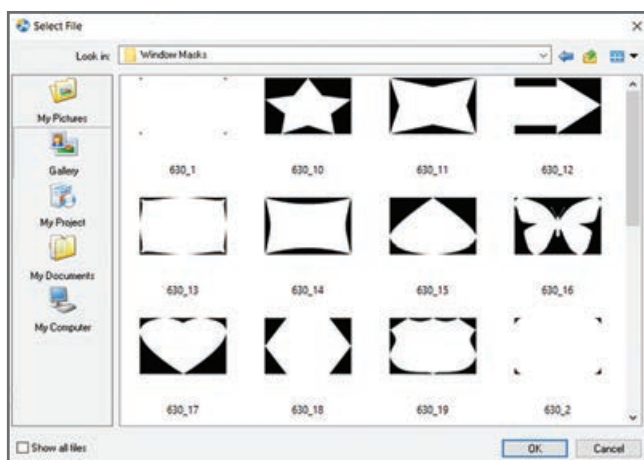 Select File
Look in: Window Masks
My Pictures
Gallery
My Project
My Documents
My Computer
630_1 630_10 630_11 630_12
630_13 630_14 630_15 630_16
630_17 630_18 630_19 630_2
Show all files
OK Cancel